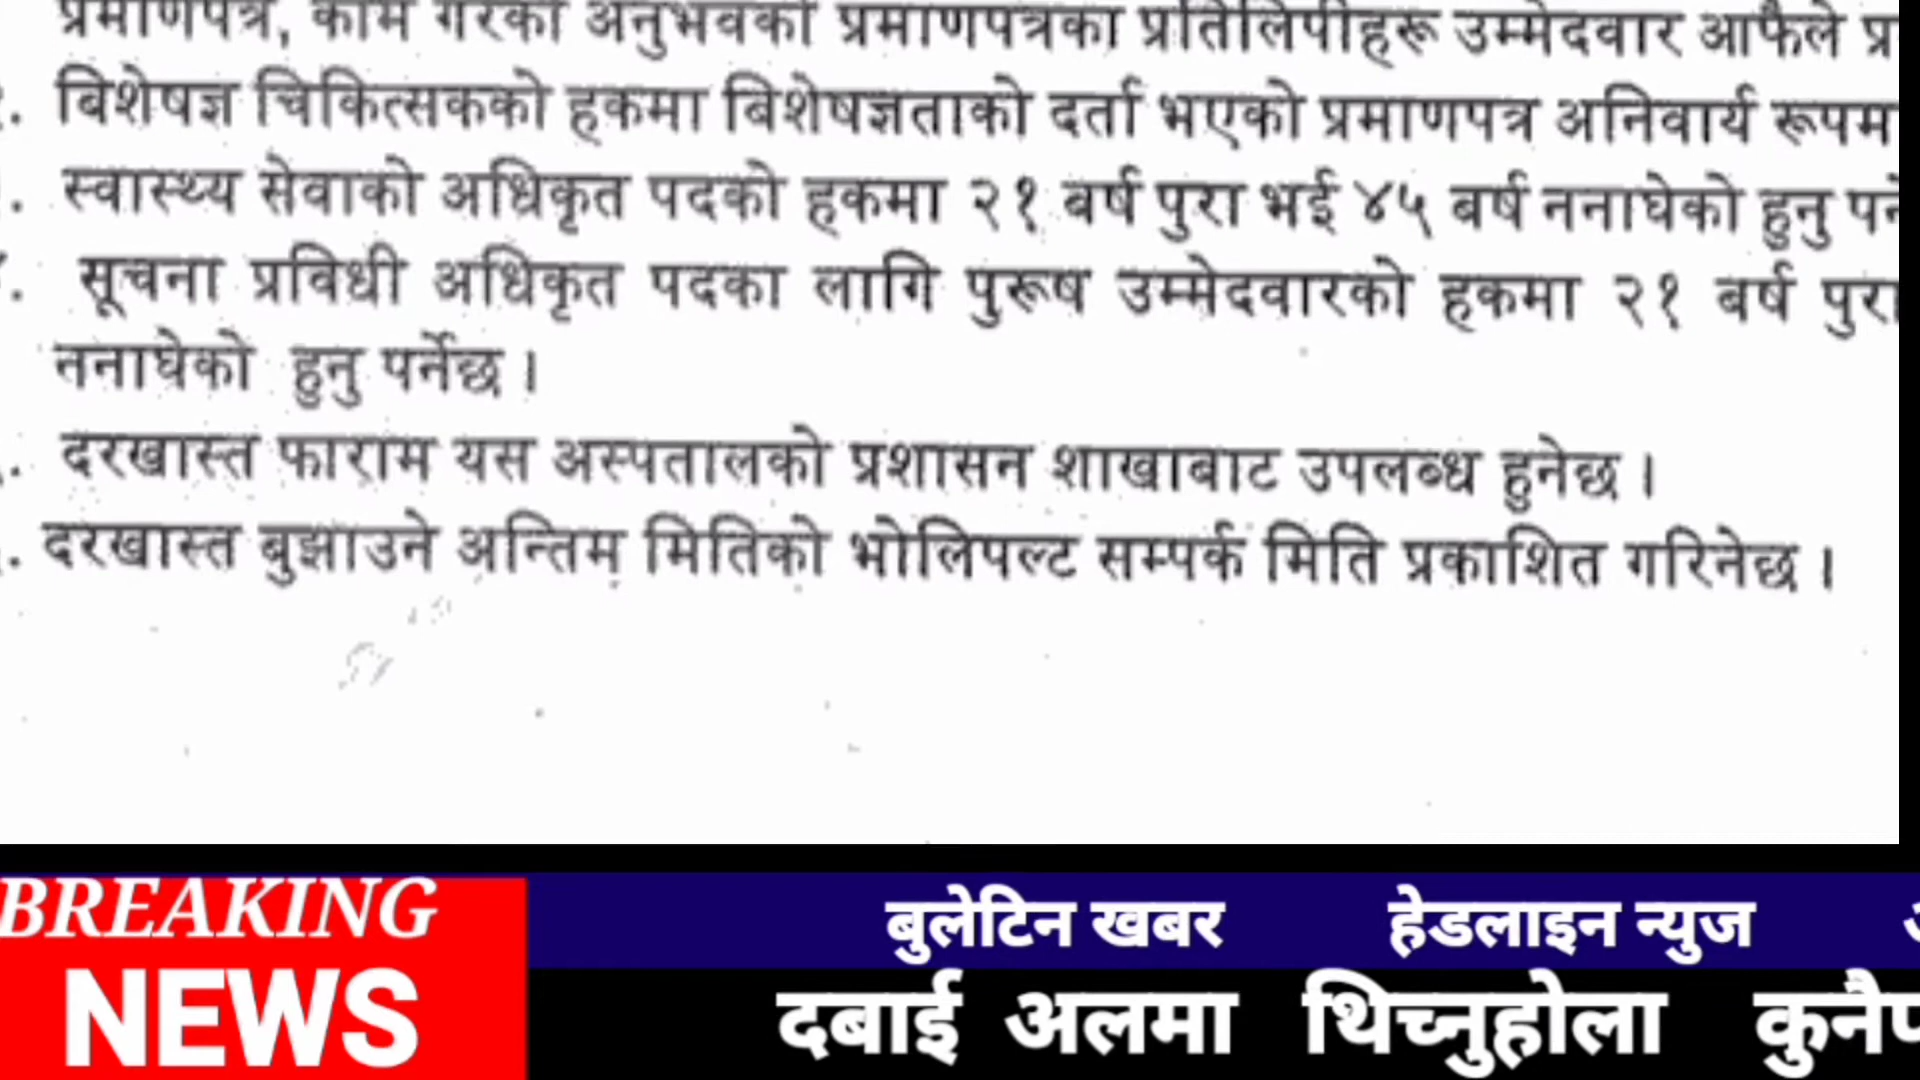 प्रमाणपत्र, काम गरेको अनुभवको प्रमाणपत्रका प्रतिलिपीहरू उम्मेदवार आफैले
बिशेषज्ञ चिकित्सकको हकमा बिशेषज्ञताको दर्ता भएको प्रमाणपत्र अनिवार्य रूपम
स्वास्थ्य सेवाको अधिकृत पदको हकमा २१ बर्ष पुरा भई ४५ बर्ष ननाघेको हुनु
सूचना प्रविधी अधिकृत पदका लागि पुरूष उम्मेदवारको हकमा २१ बर्ष पुरा
ननाघेको हुनु पर्नेछ ।
दरखास्त फाराम यस अस्पतालको प्रशासन शाखाबाट उपलब्ध हुनेछ ।
दरखास्त बुझाउने अन्तिम मितिको भोलिपल्ट सम्पर्क मिति प्रकाशित गरिनेछ ।
BREAKING
NEWS
बुलेटिन खबर हेडलाइन न्युज
दबाई अलमा थिच्नुहोला